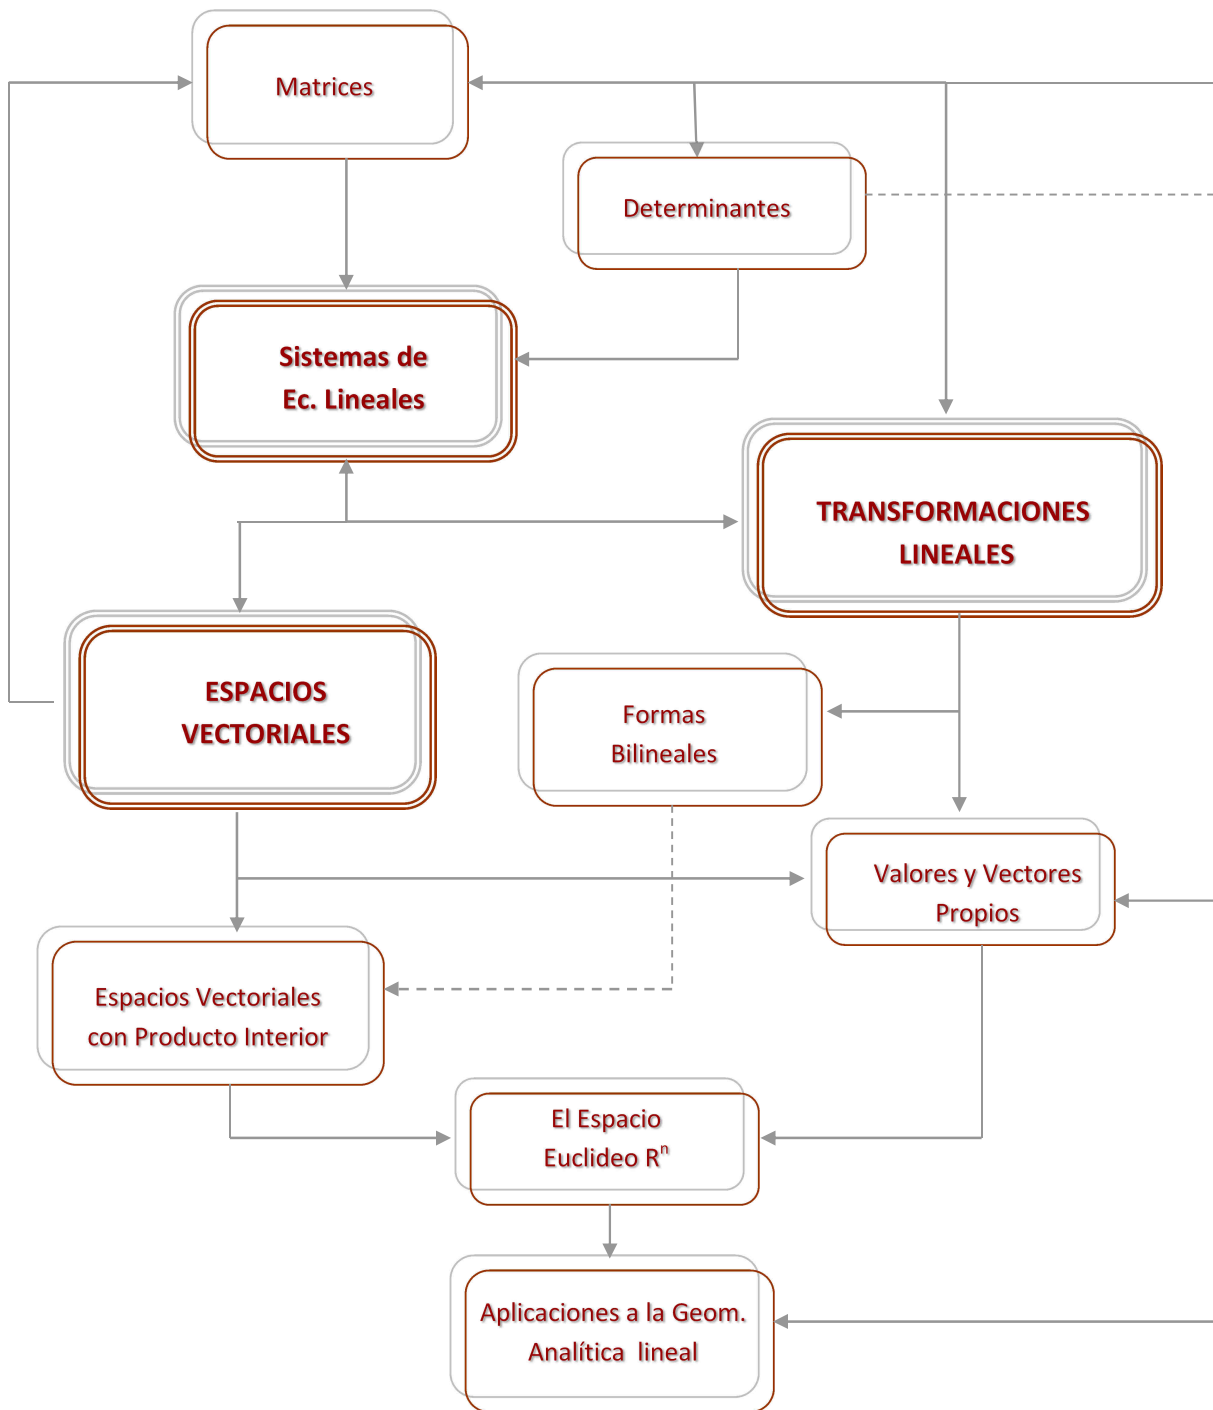 Matrices
Determinantes
Sistemas de
Ec. Lineales
TRANSFORMACIONES
LINEALES
ESPACIOS
VECTORIALES
Formas
Bilineales
Valores y Vectores
Propios
Espacios Vectoriales
con Producto Interior
El Espacio
Euclideo Rⁿ
Aplicaciones a la Geom.
Analítica lineal